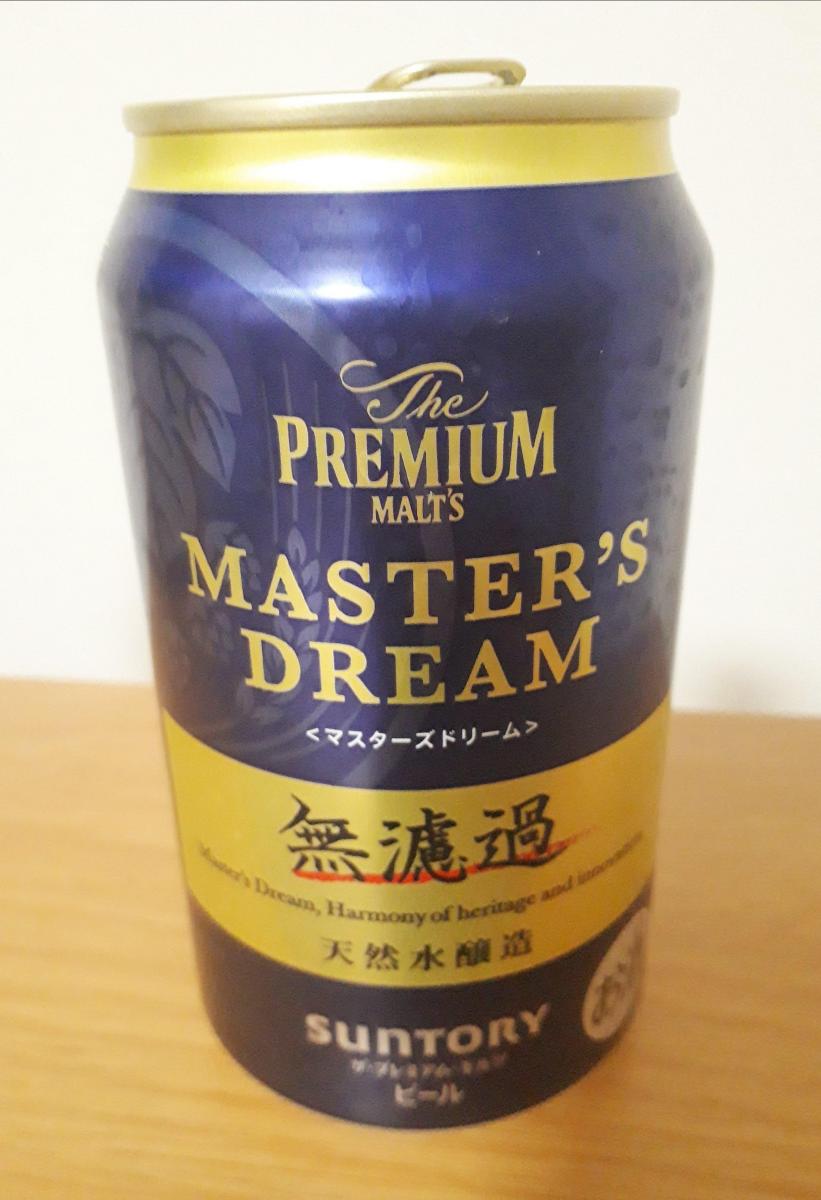 The
PREMIUM
MALT'S
MASTER'S
DREAM
<マスターズドリーム>
無濾過
Master's Dream, Harmony of heritage and innovation
天然水醸造
SUNTORY
ザ・プレミアム・モルツ
ビール
お酒